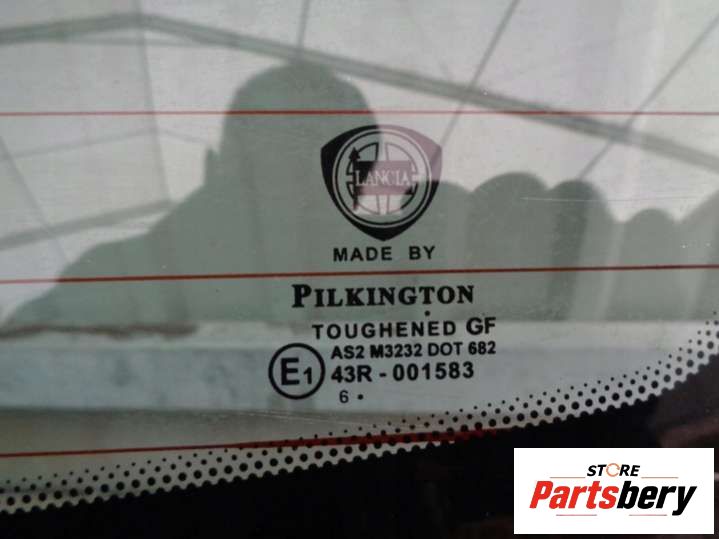 LANCIA
MADE BY
PILKINGTON
TOUGHENED GF
AS2 M3232 DOT 682
E1 43R - 001583
6 •
STORE
Partsbery